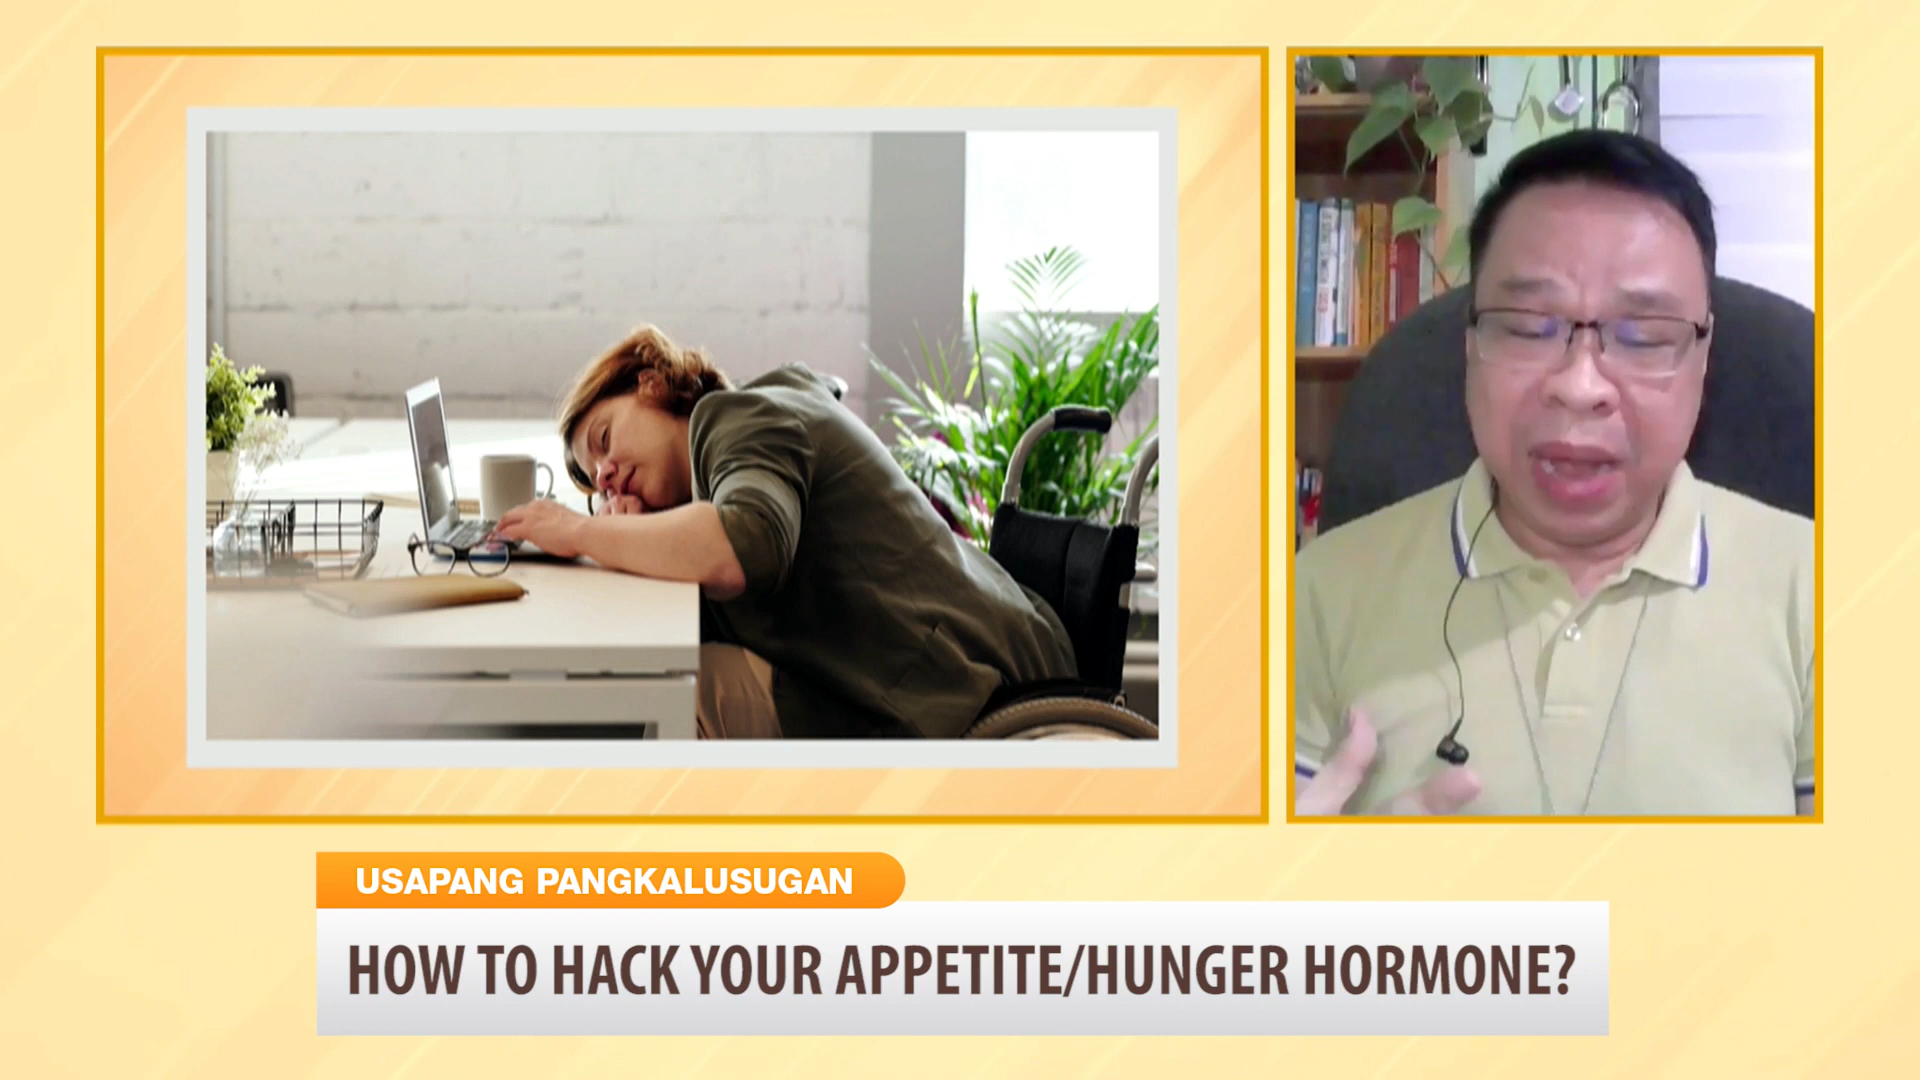 USAPANG PANGKALUSUGAN
HOW TO HACK YOUR APPETITE/HUNGER HORMONE?